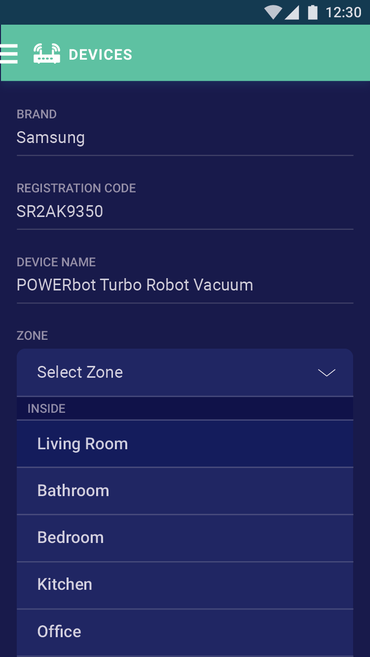 12:30
DEVICES
BRAND
Samsung
REGISTRATION CODE
SR2AK9350
DEVICE NAME
POWERbot Turbo Robot Vacuum
ZONE
Select Zone
INSIDE
Living Room
Bathroom
Bedroom
Kitchen
Office